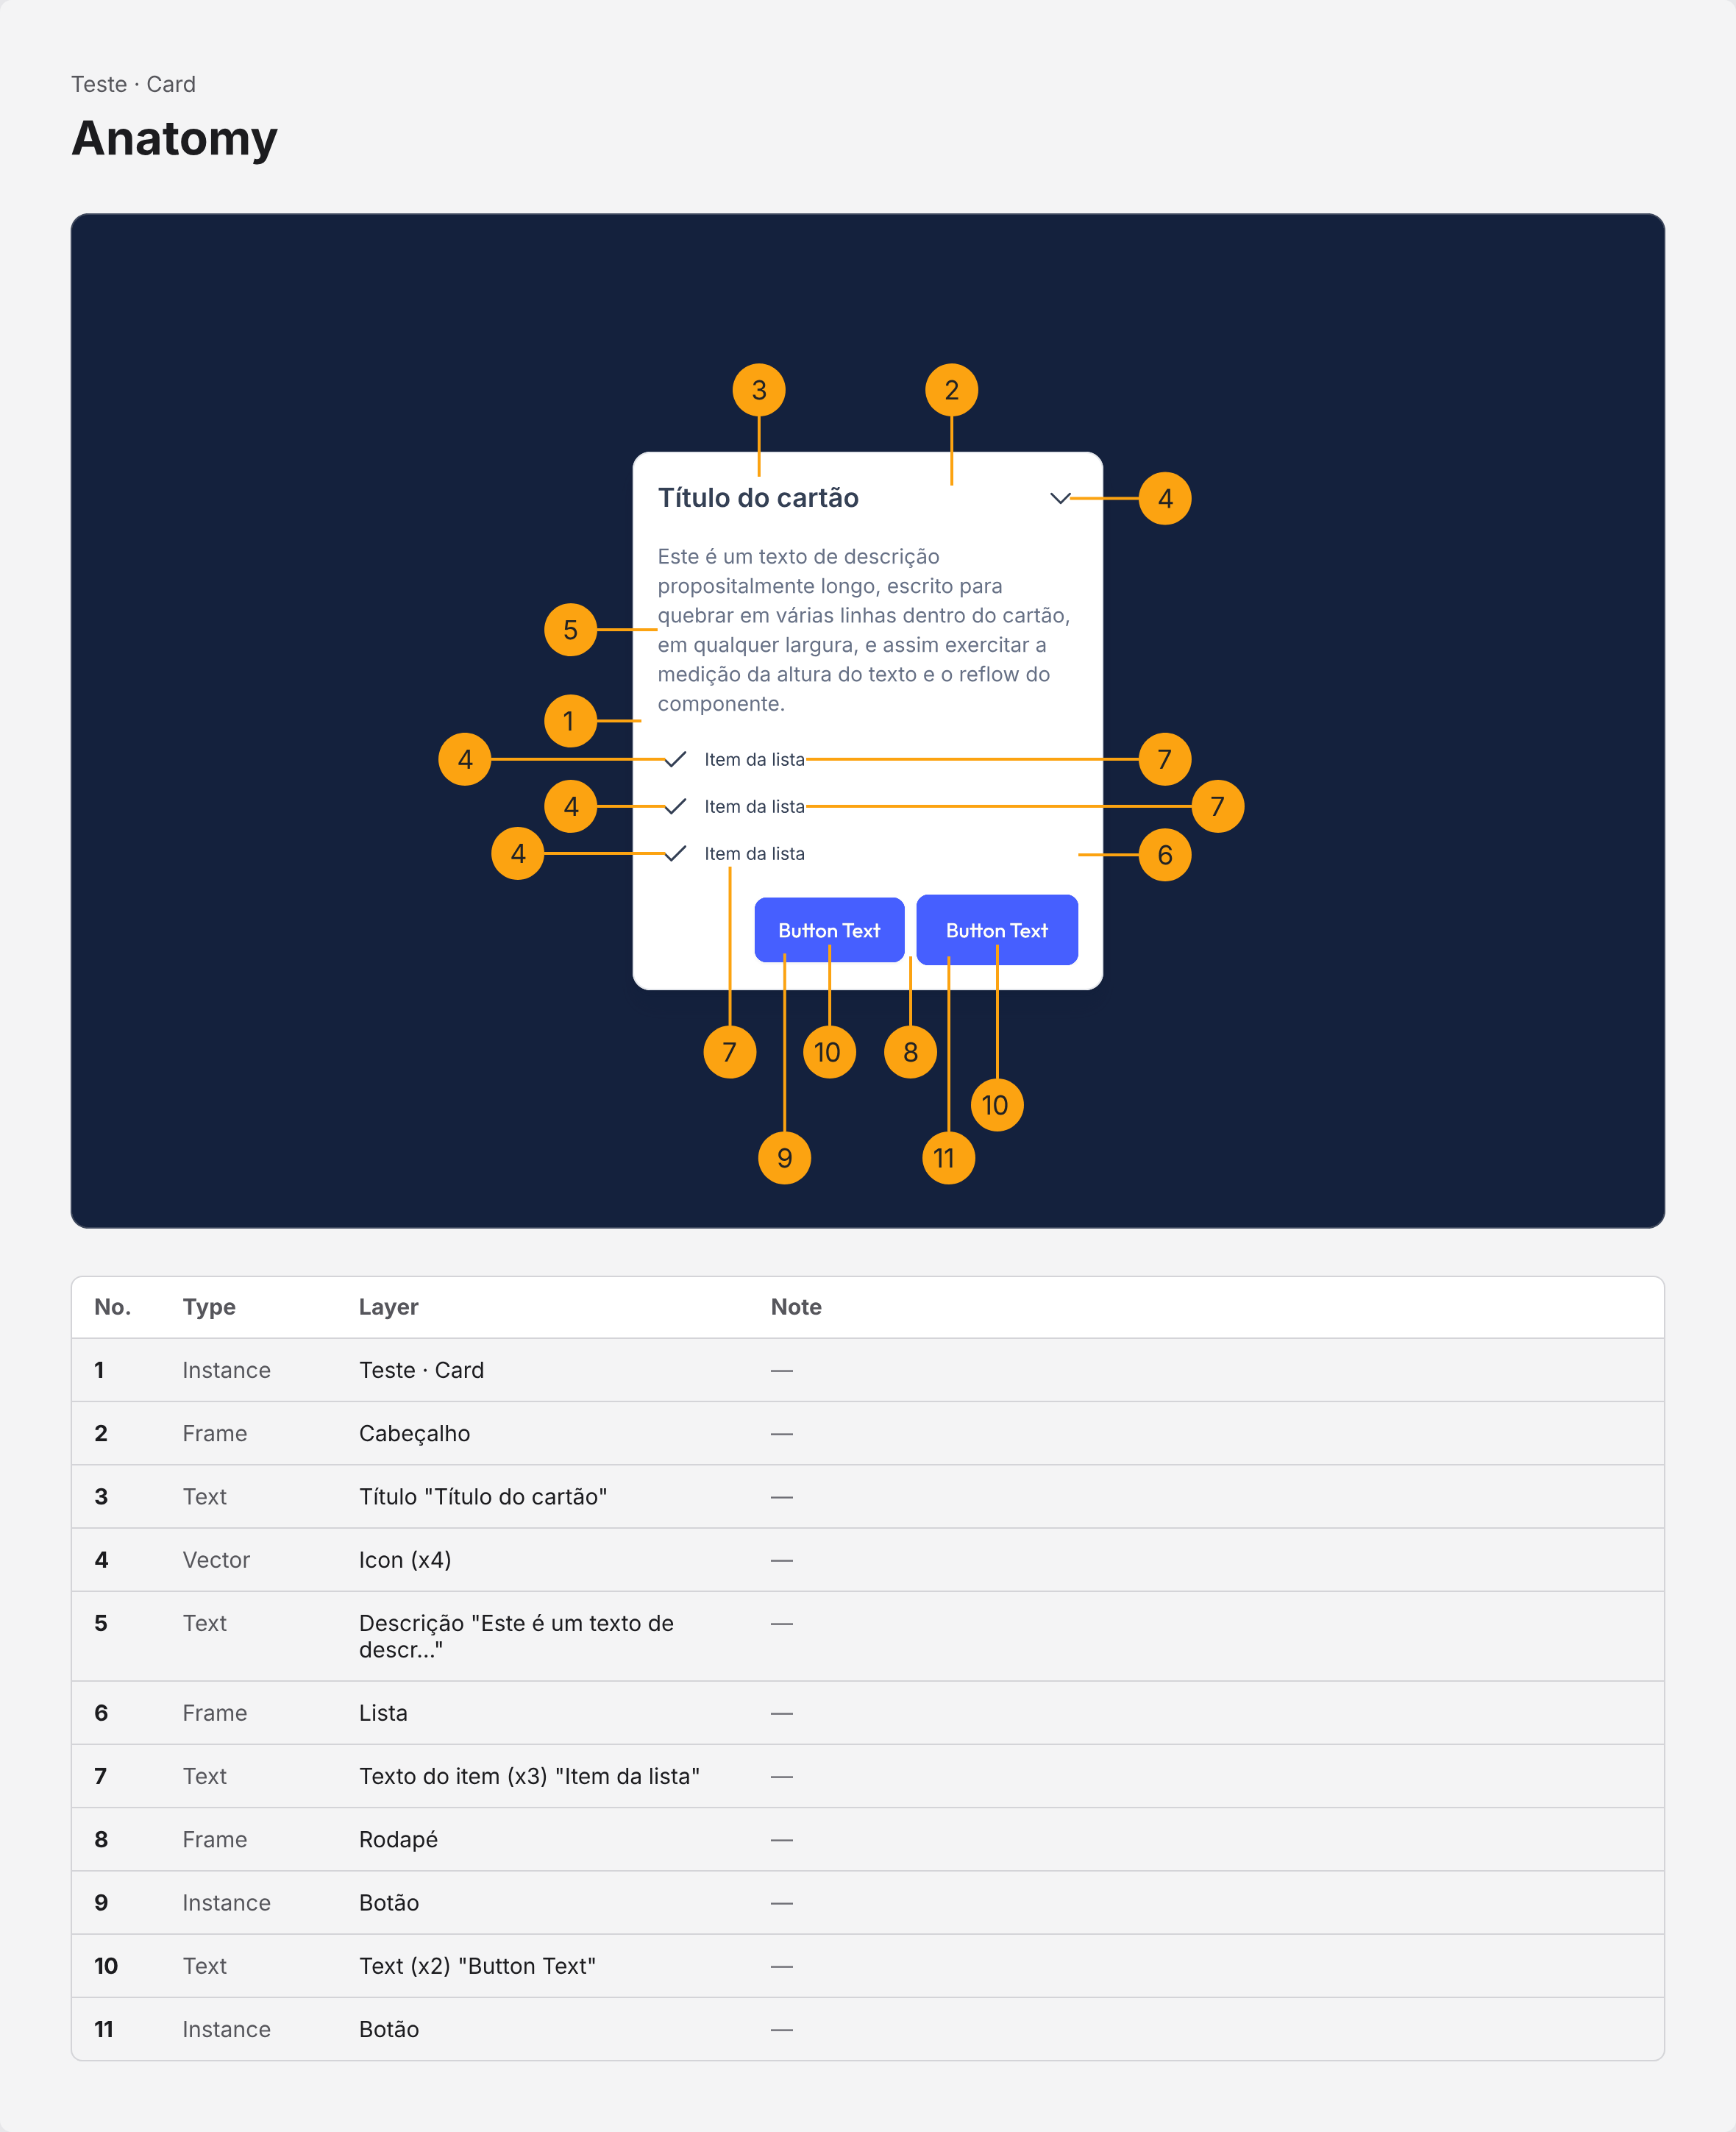 Teste · Card
Anatomy
3
2
Título do cartão
4
Este é um texto de descrição
propositalmente longo, escrito para
quebrar em várias linhas dentro do cartão,
5
em qualquer largura, e assim exercitar a
medição da altura do texto e o reflow do
componente.
1
4
Item da lista
7
4
Item da lista
7
4
Item da lista
6
Button Text
Button Text
7
10
8
10
9
11
No. Type Layer Note
1 Instance Teste · Card —
2 Frame Cabeçalho —
3 Text Título "Título do cartão" —
4 Vector Icon (x4) —
5 Text Descrição "Este é um texto de —
descr..."
6 Frame Lista —
7 Text Texto do item (x3) "Item da lista" —
8 Frame Rodapé —
9 Instance Botão —
10 Text Text (x2) "Button Text" —
11 Instance Botão —